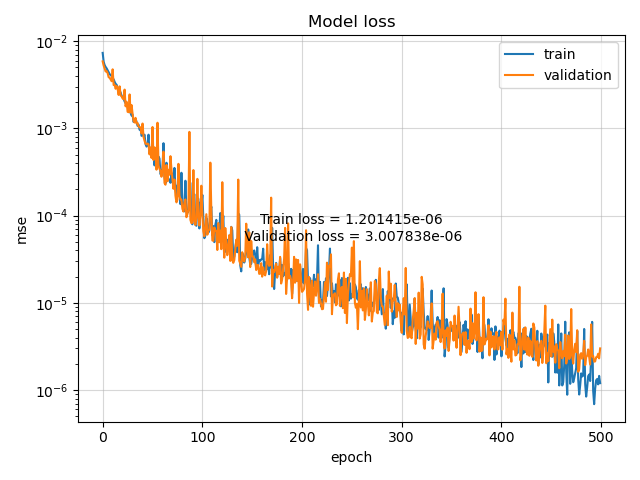 Model loss
10⁻²
10⁻³
10⁻⁴
10⁻⁵
10⁻⁶
mse
train
validation
Train loss = 1.201415e-06
Validation loss = 3.007838e-06
0 100 200 300 400 500
epoch